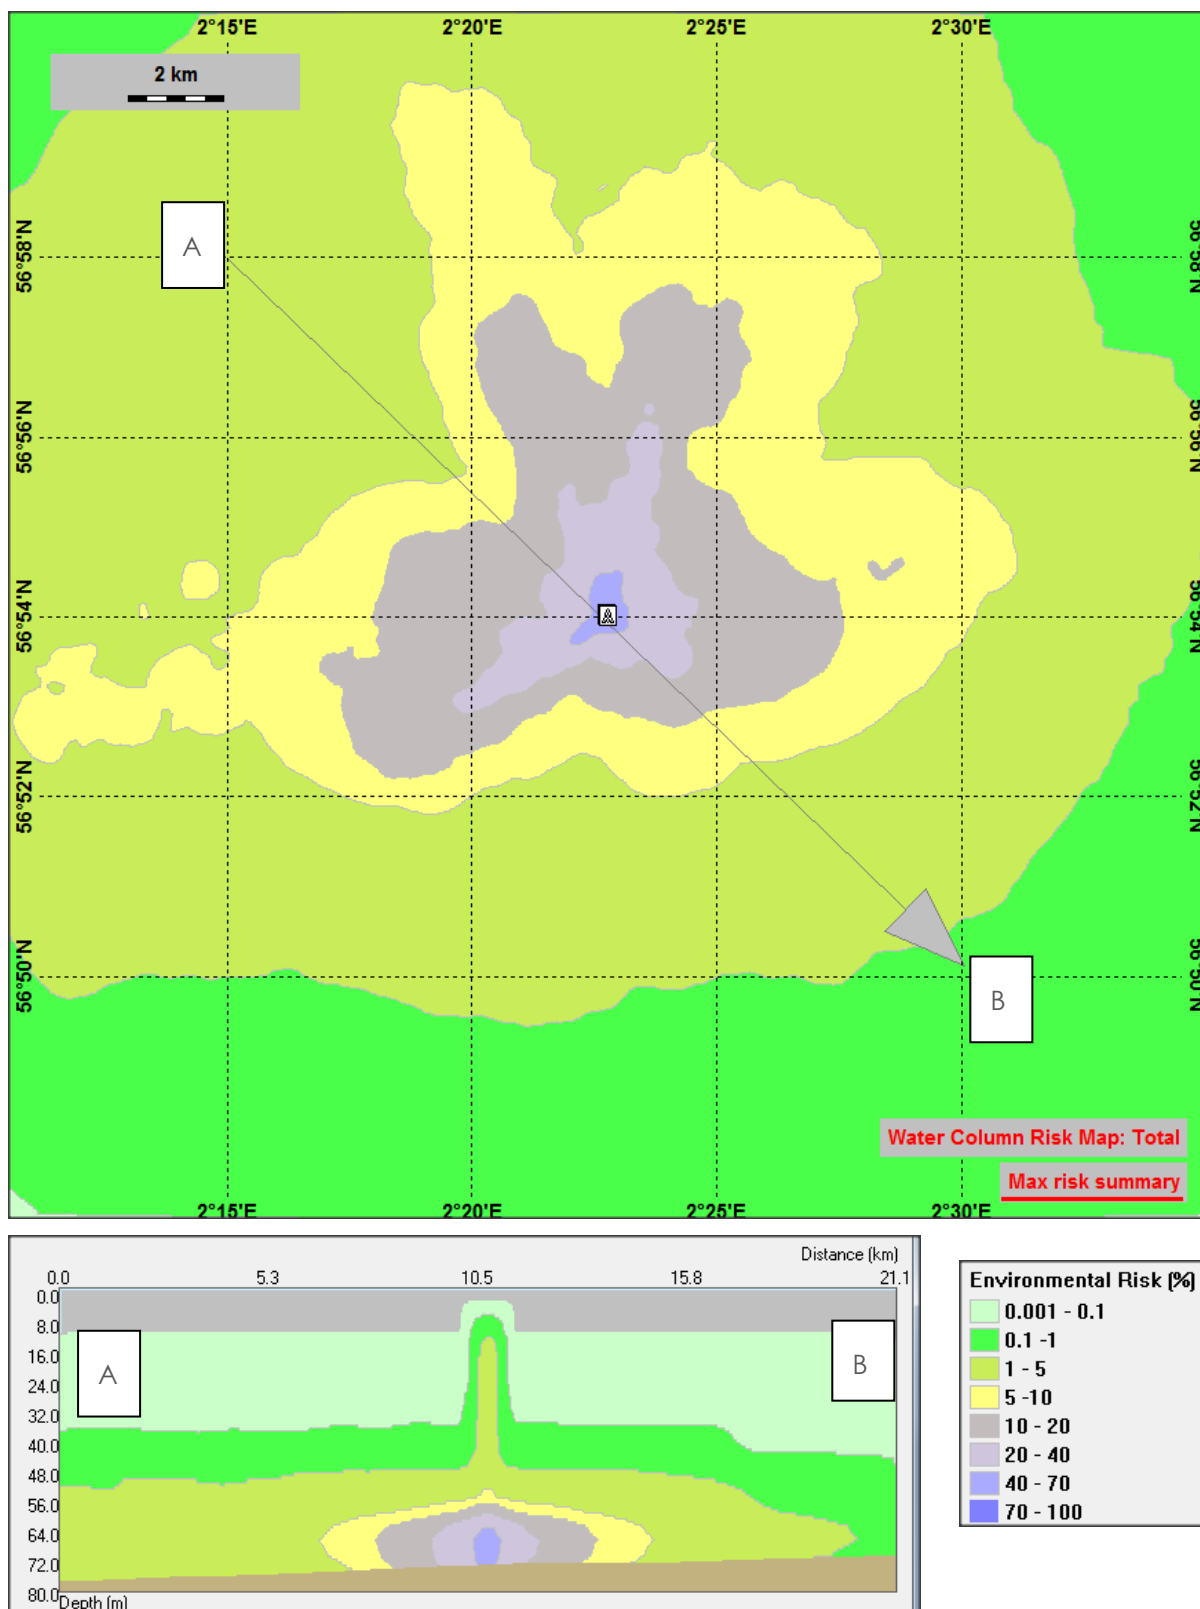 2°15'E 2°20'E 2°25'E 2°30'E
2 km
A
56°58'N 56°58'N
56°56'N 56°56'N
56°54'N 56°54'N
56°52'N 56°52'N
56°50'N 56°50'N
B
Water Column Risk Map: Total
Max risk summary
2°15'E 2°20'E 2°25'E 2°30'E
Distance (km)
0.0 5.3 10.5 15.8 21.1
0.0
8.0
16.0
24.0
32.0
40.0
48.0
56.0
64.0
72.0
80.0
Depth (m)
A
B
Environmental Risk (%)
0.001 - 0.1
0.1 -1
1 - 5
5 -10
10 - 20
20 - 40
40 - 70
70 - 100